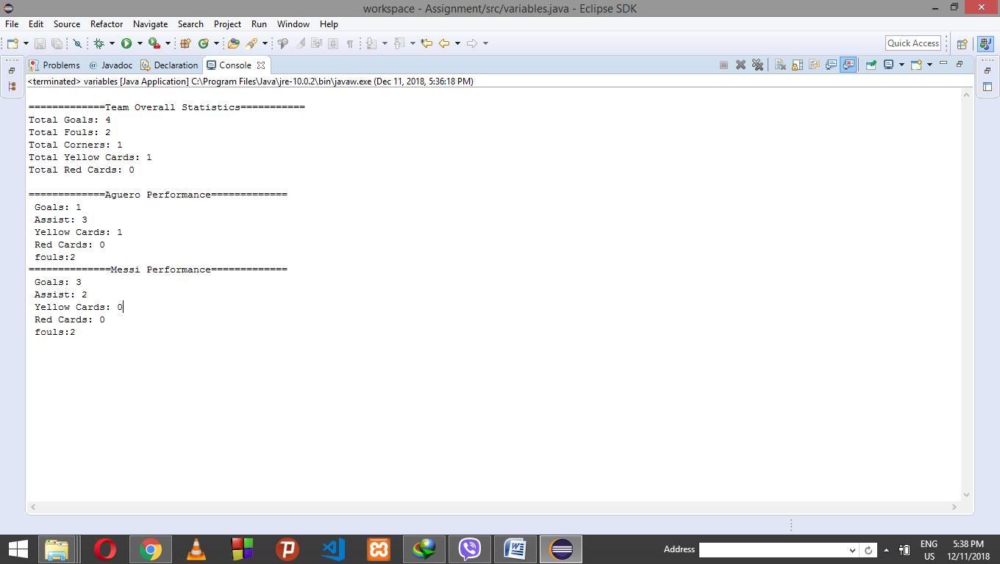 workspace - Assignment/src/variables.java - Eclipse SDK
File Edit Source Refactor Navigate Search Project Run Window Help
Quick Access
Problems @ Javadoc Declaration Console
<terminated> variables [Java Application] C:\Program Files\Java\jre-10.0.2\bin\javaw.exe (Dec 11, 2018, 5:36:18 PM)
=============Team Overall Statistics===========
Total Goals: 4
Total Fouls: 2
Total Corners: 1
Total Yellow Cards: 1
Total Red Cards: 0
=============Aguero Performance=============
Goals: 1
Assist: 3
Yellow Cards: 1
Red Cards: 0
fouls:2
==============Messi Performance=============
Goals: 3
Assist: 2
Yellow Cards: 0
Red Cards: 0
fouls:2
Address
ENG
US
5:38 PM
12/11/2018